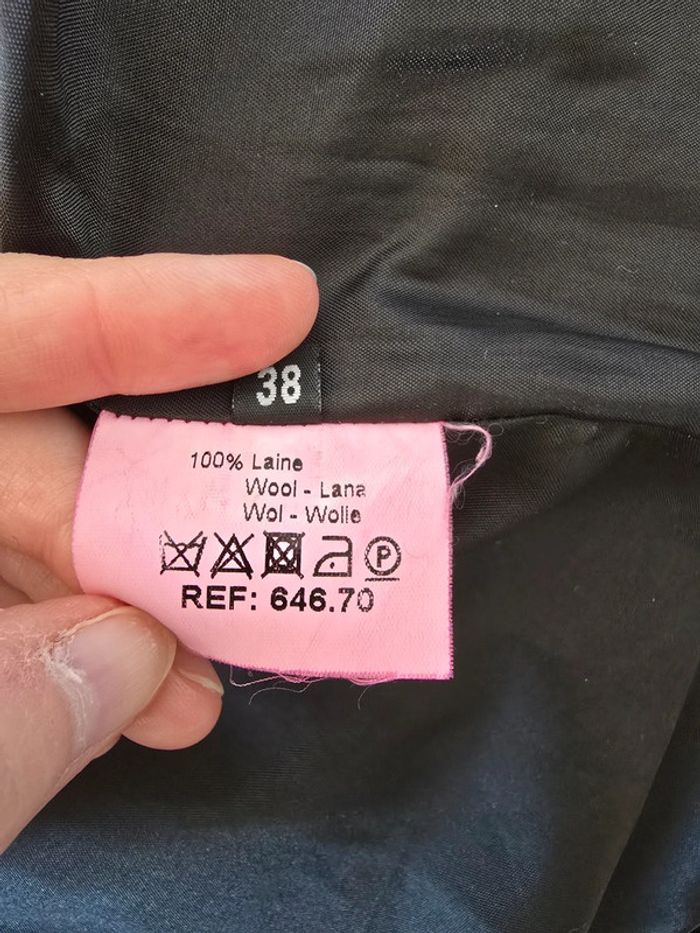 38
100% Laine
Wool - Lana
Wol - Wolle
P
REF: 646.70